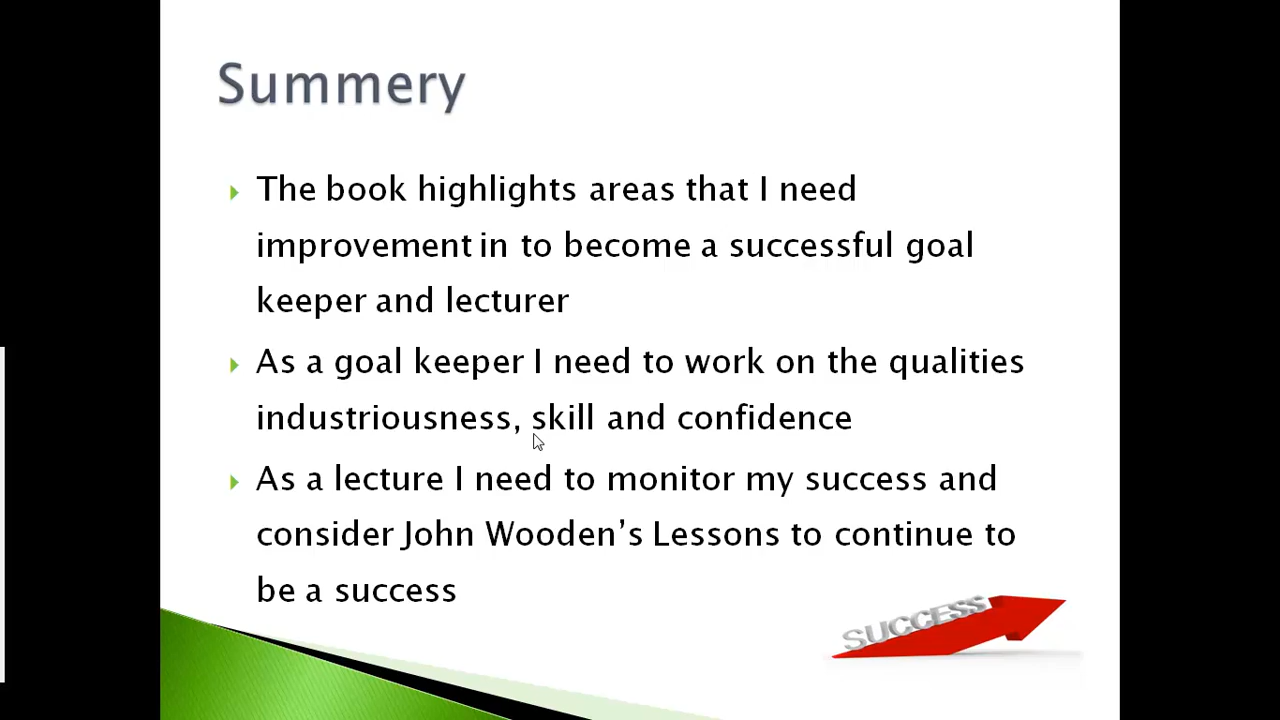 Summery
The book highlights areas that I need
improvement in to become a successful goal
keeper and lecturer
As a goal keeper I need to work on the qualities
industriousness, skill and confidence
As a lecture I need to monitor my success and
consider John Wooden’s Lessons to continue to
be a success
SUCCESS